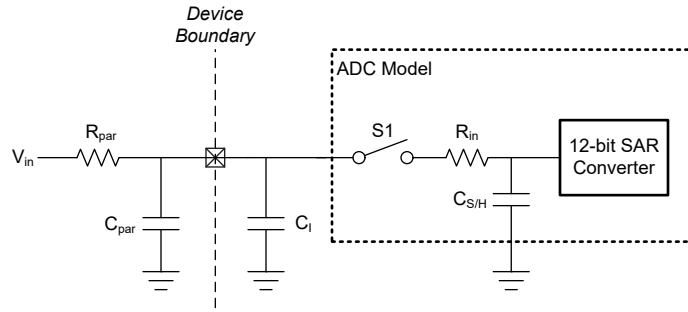 Device
Boundary
ADC Model
V_in
R_par
S1
R_in
12-bit SAR
Converter
C_par
C_I
C_S/H